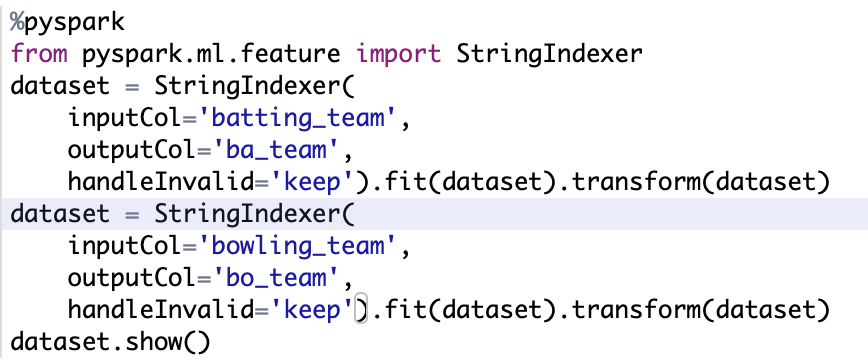 %pyspark
from pyspark.ml.feature import StringIndexer
dataset = StringIndexer(
    inputCol='batting_team',
    outputCol='ba_team',
    handleInvalid='keep').fit(dataset).transform(dataset)
dataset = StringIndexer(
    inputCol='bowling_team',
    outputCol='bo_team',
    handleInvalid='keep').fit(dataset).transform(dataset)
dataset.show()